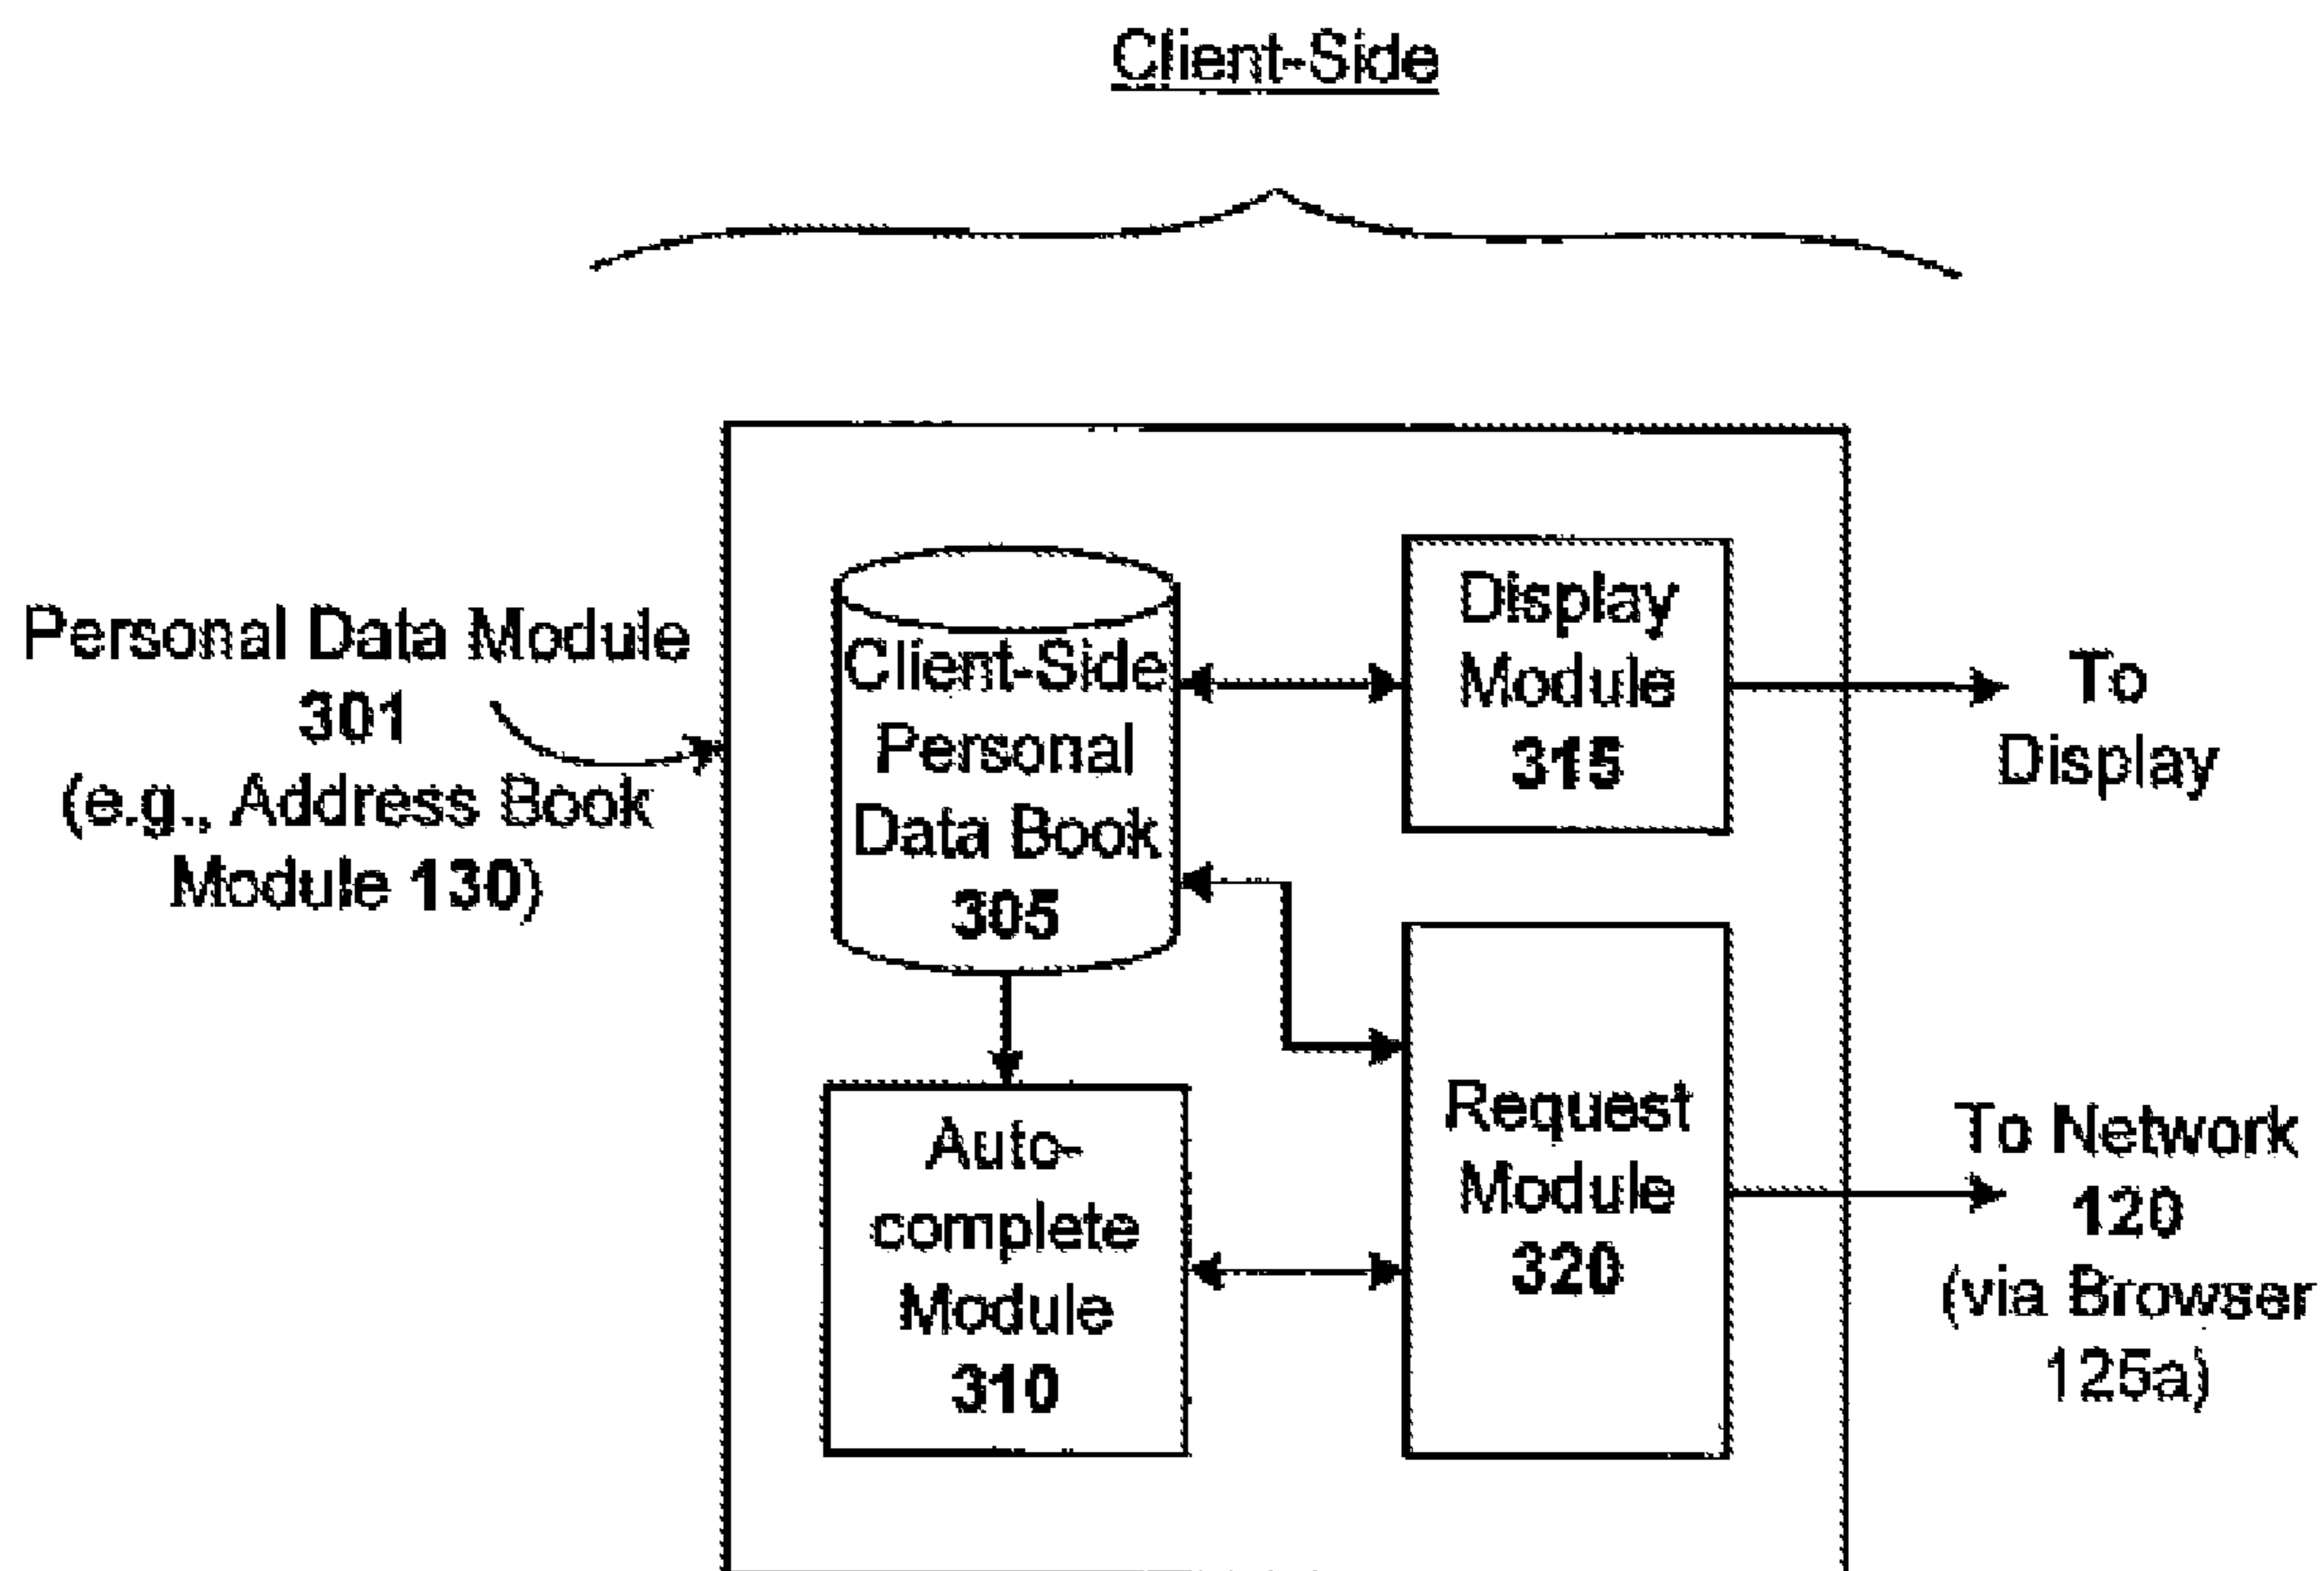 Client-Side
Personal Data Module
301
(e.g., Address Book
Module 130)
Client-Side
Personal
Data Book
305
Display
Module
315
To
Display
Auto-
complete
Module
310
Request
Module
320
To Network
120
(via Browser
125a)